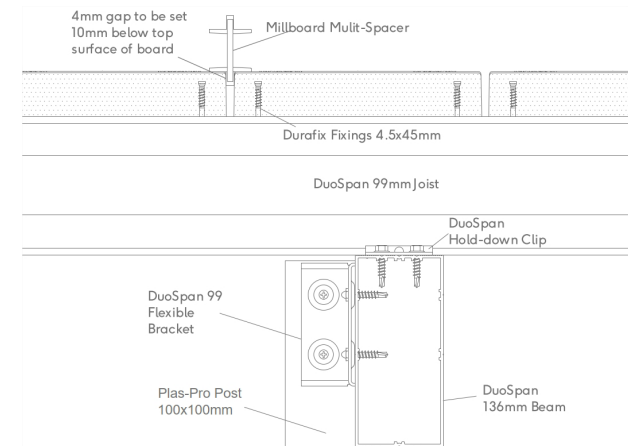 4mm gap to be set
10mm below top
surface of board
Millboard Mulit-Spacer
Durafix Fixings 4.5x45mm
DuoSpan 99mm Joist
DuoSpan
Hold-down Clip
DuoSpan 99
Flexible
Bracket
Plas-Pro Post
100x100mm
DuoSpan
136mm Beam